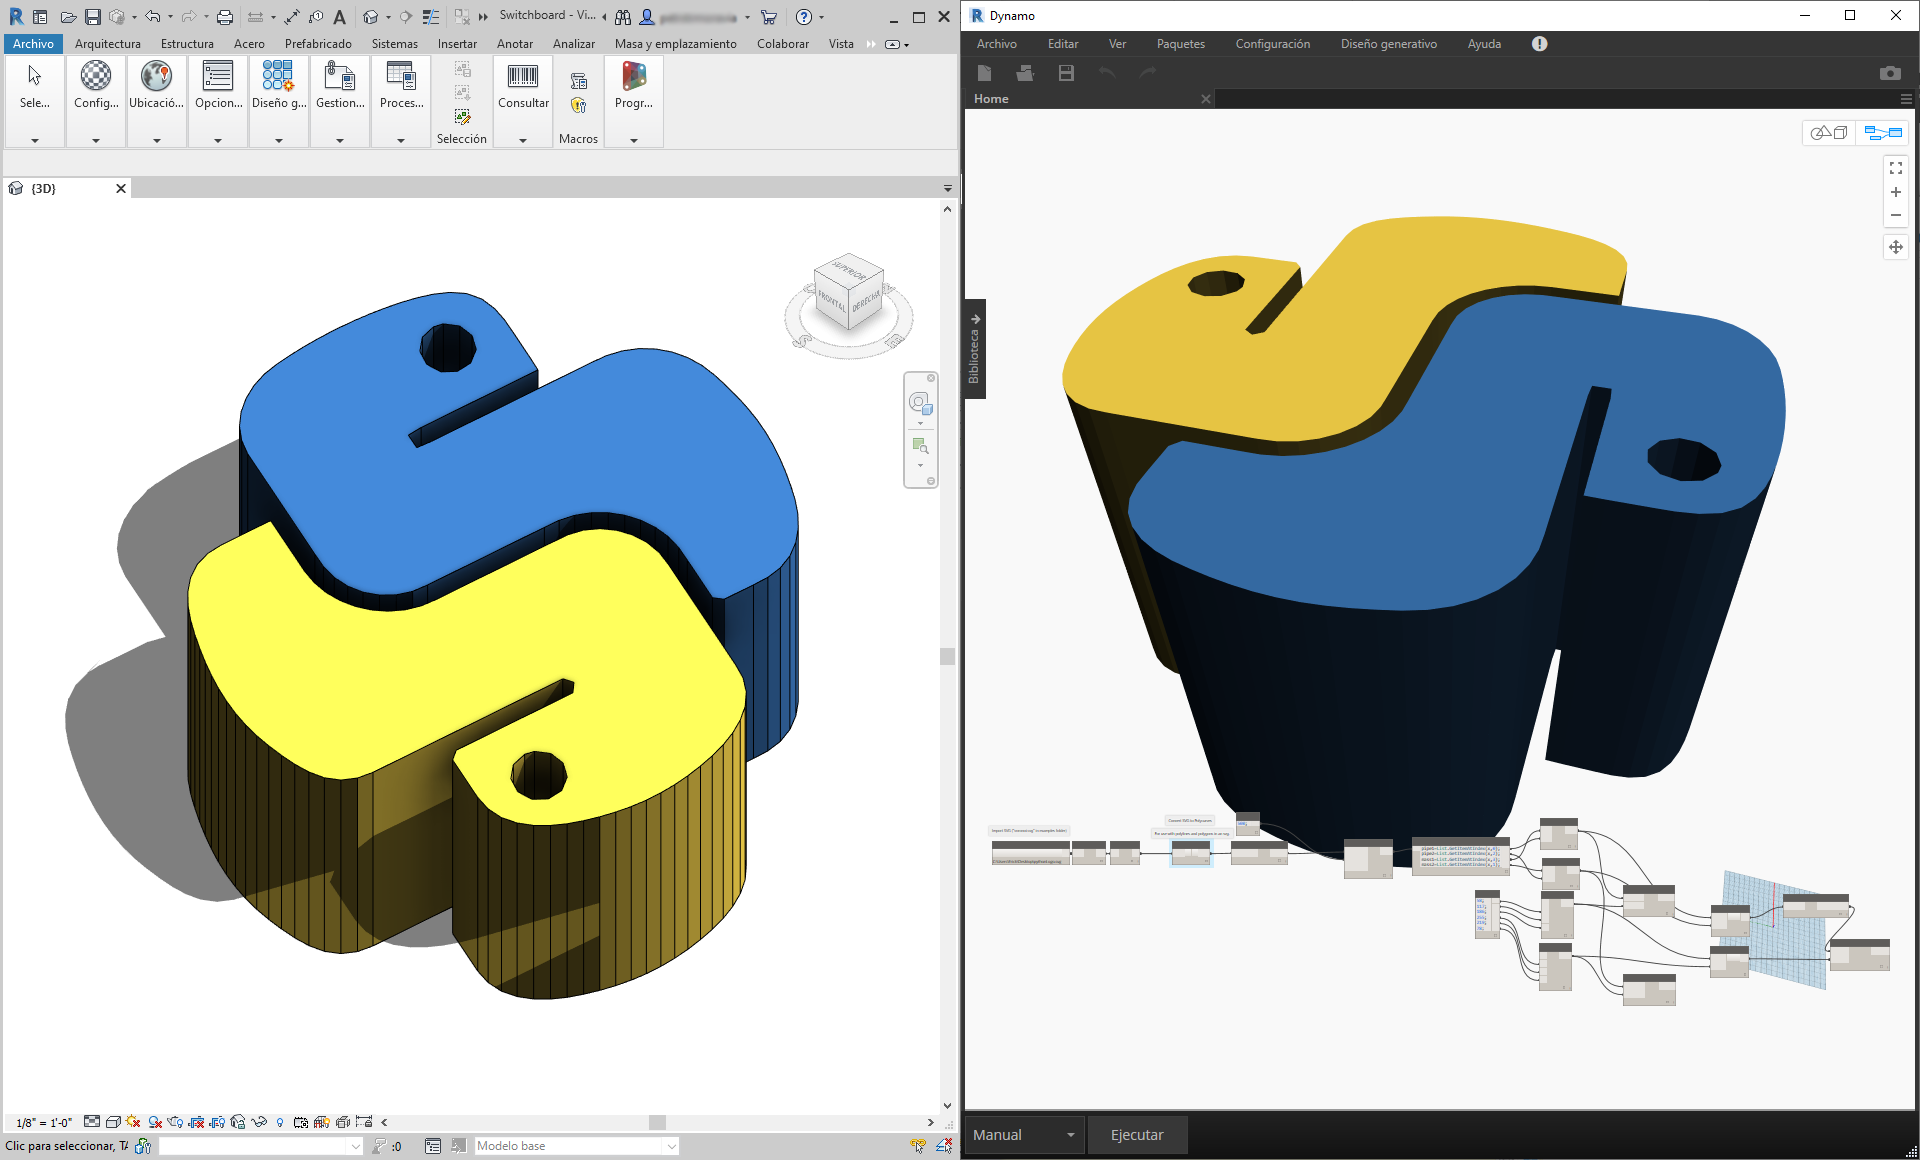 Switchboard - Vi...
Archivo Arquitectura Estructura Acero Prefabricado Sistemas Insertar Anotar Analizar Masa y emplazamiento Colaborar Vista
Sele... Config... Ubicació... Opcion... Diseño g... Gestion... Proces... Consultar Progr...
Selección Macros
{3D}
SUPERIOR
FRONTAL
DERECHA
1/8" = 1'-0"
Clic para seleccionar, TA
:0
Modelo base
Dynamo
Archivo Editar Ver Paquetes Configuración Diseño generativo Ayuda
Home
Biblioteca
Manual
Ejecutar